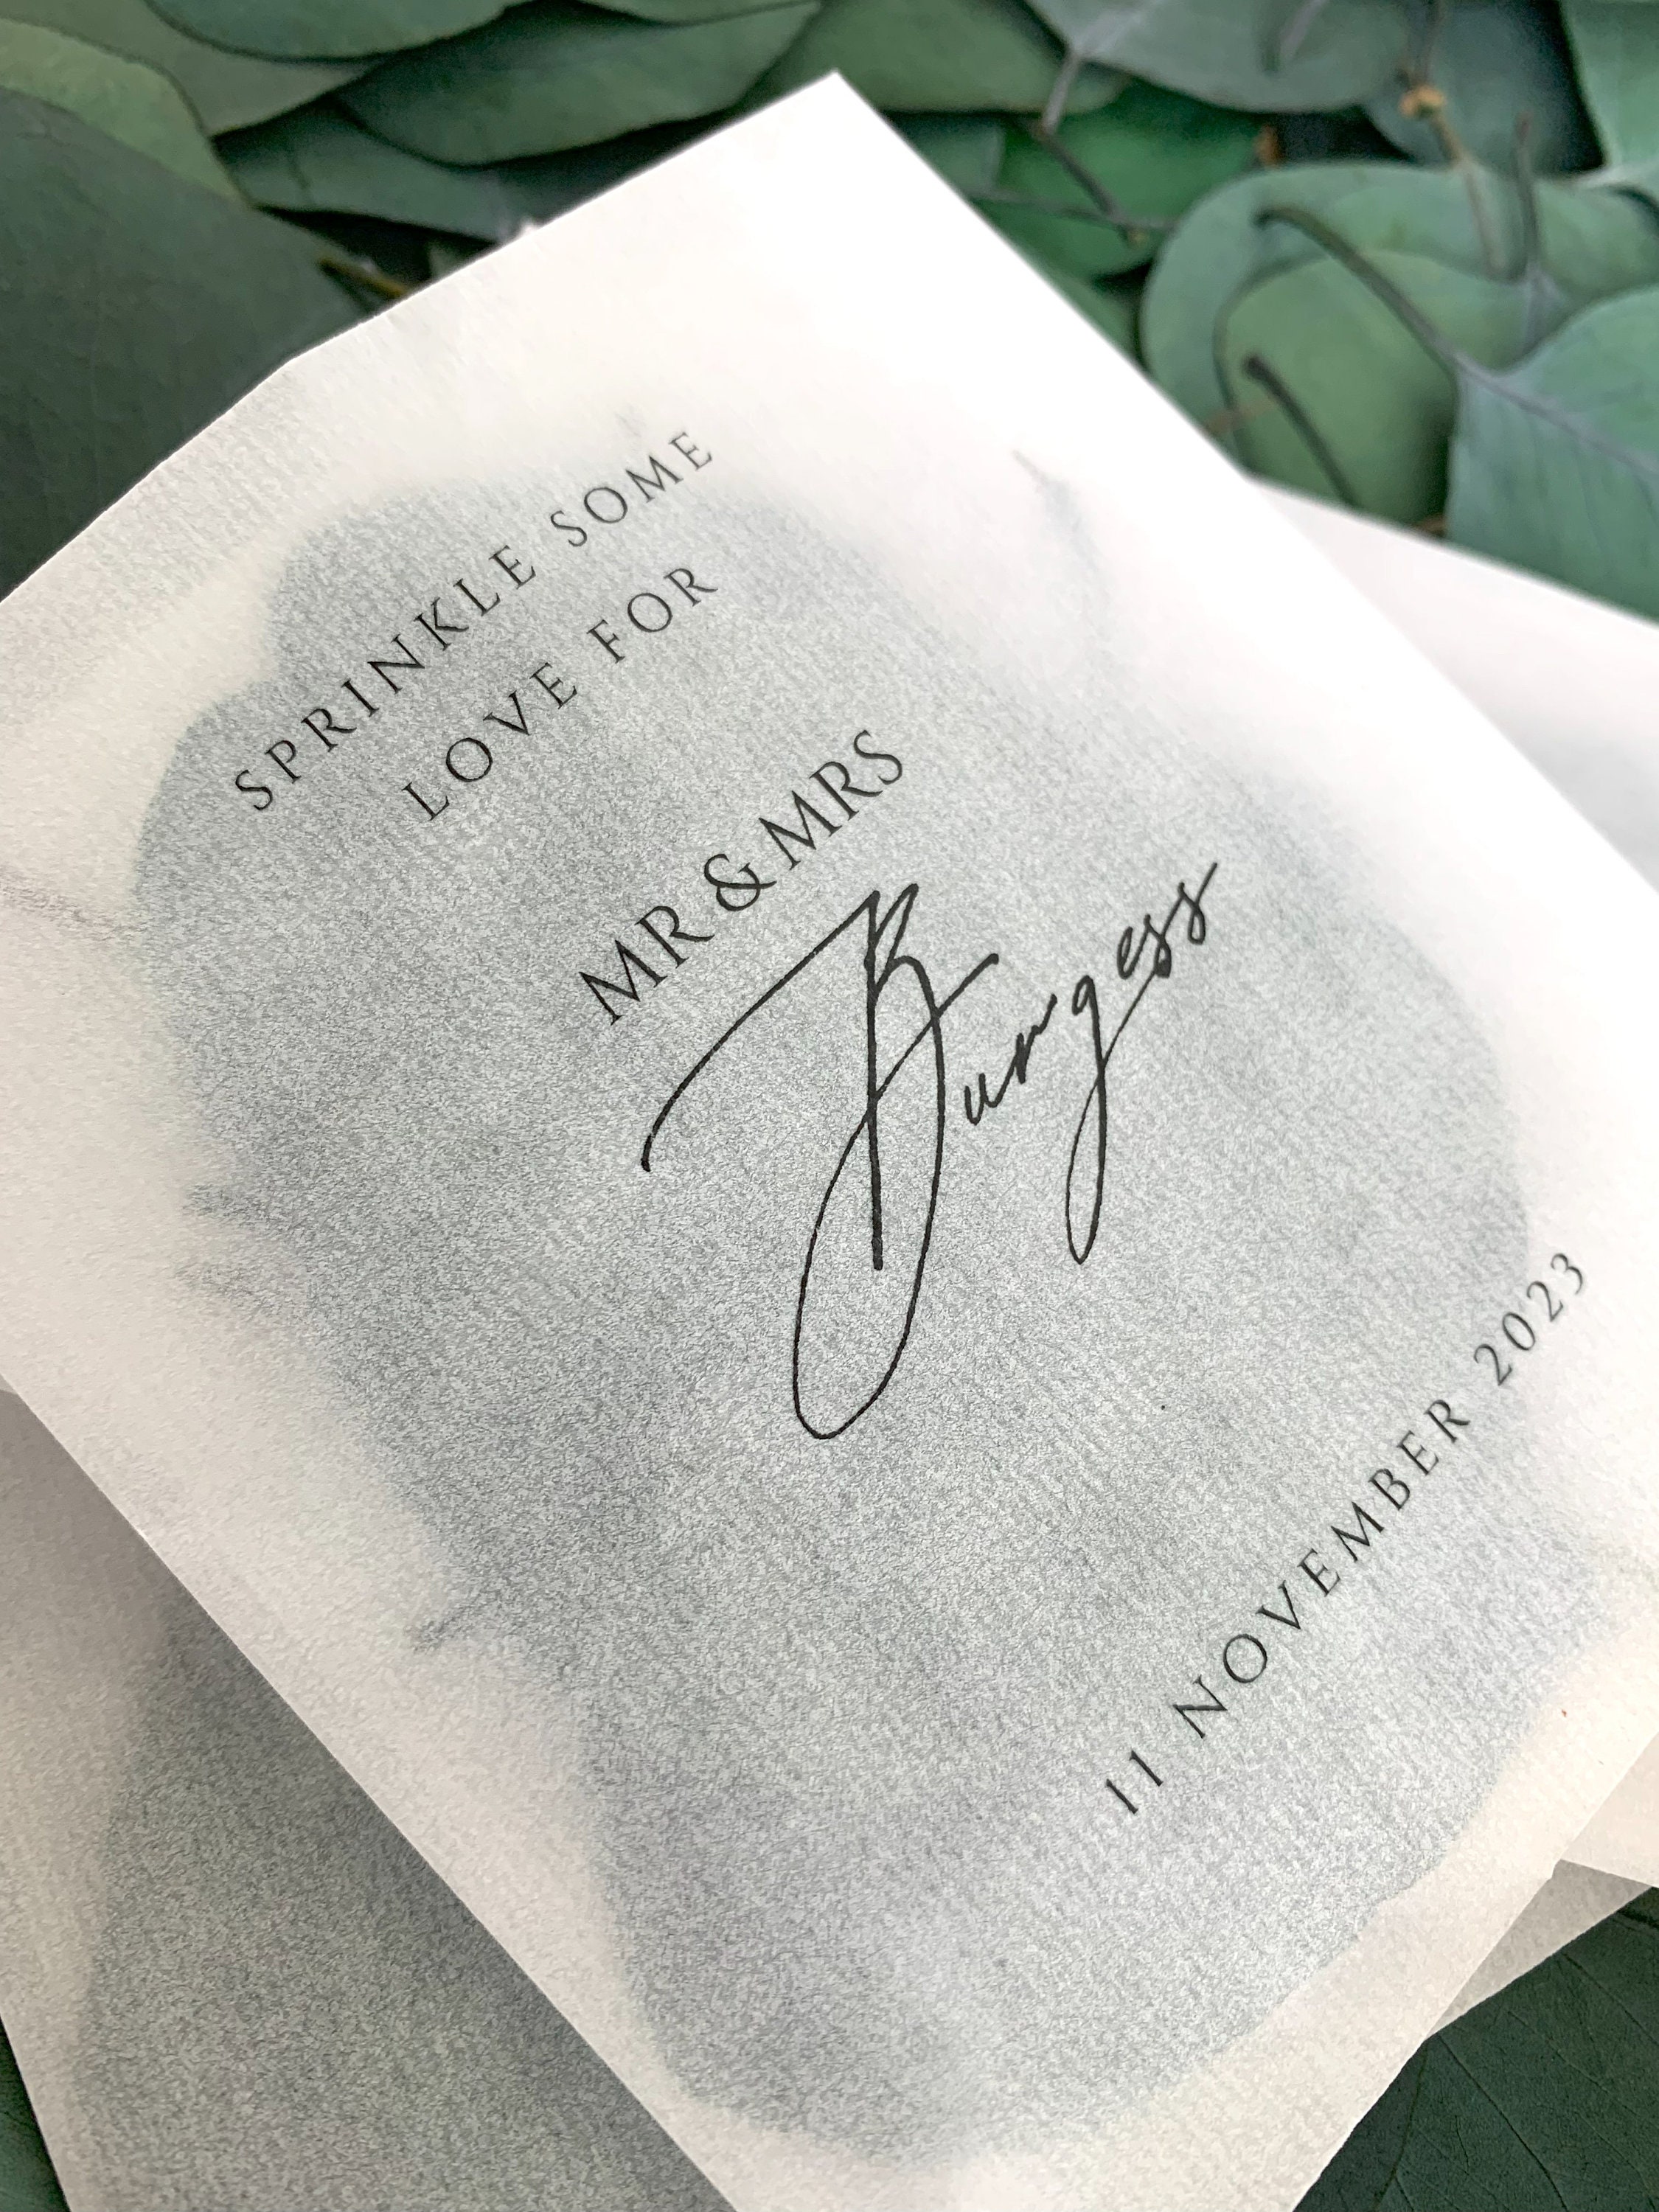 SPRINKLE SOME
LOVE FOR
MR & MRS
Burgess
11 NOVEMBER 2023